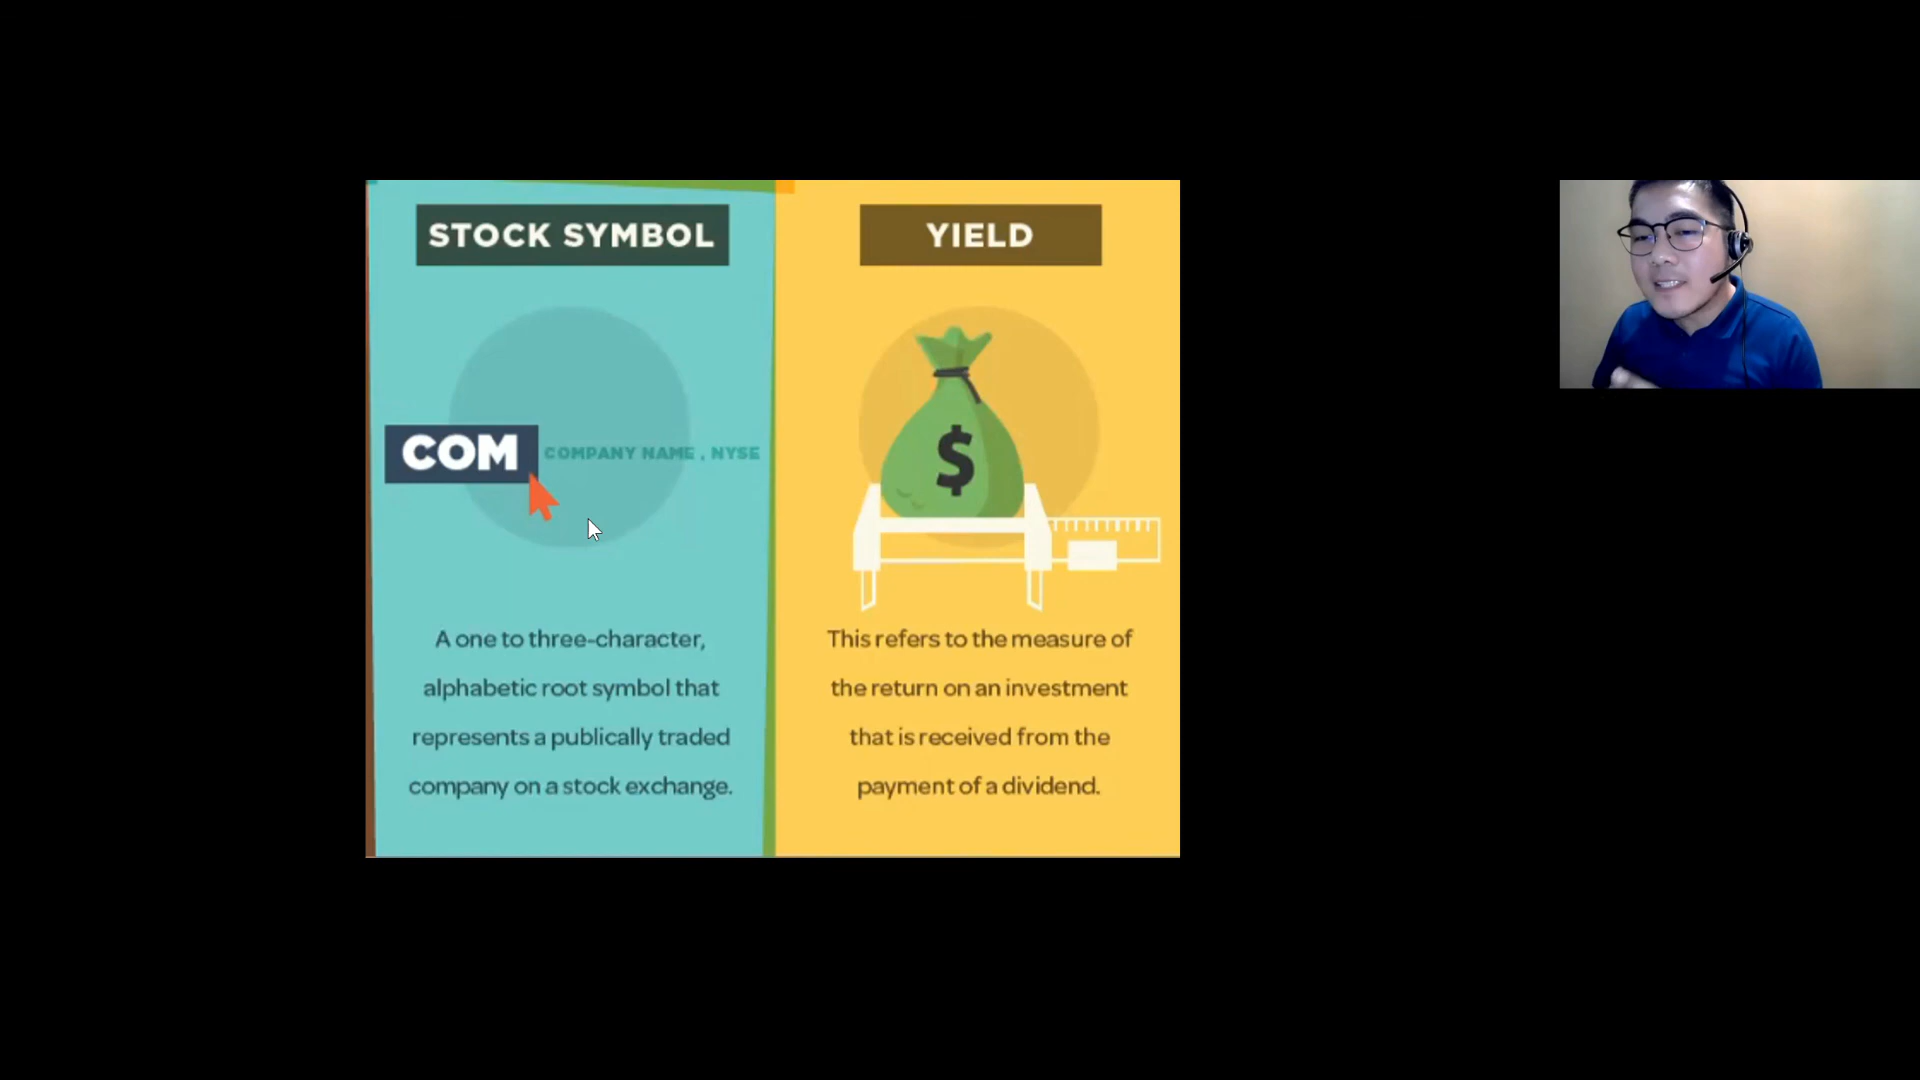 STOCK SYMBOL
COM
COMPANY NAME , NYSE
A one to three-character,
alphabetic root symbol that
represents a publically traded
company on a stock exchange.
YIELD
$
This refers to the measure of
the return on an investment
that is received from the
payment of a dividend.